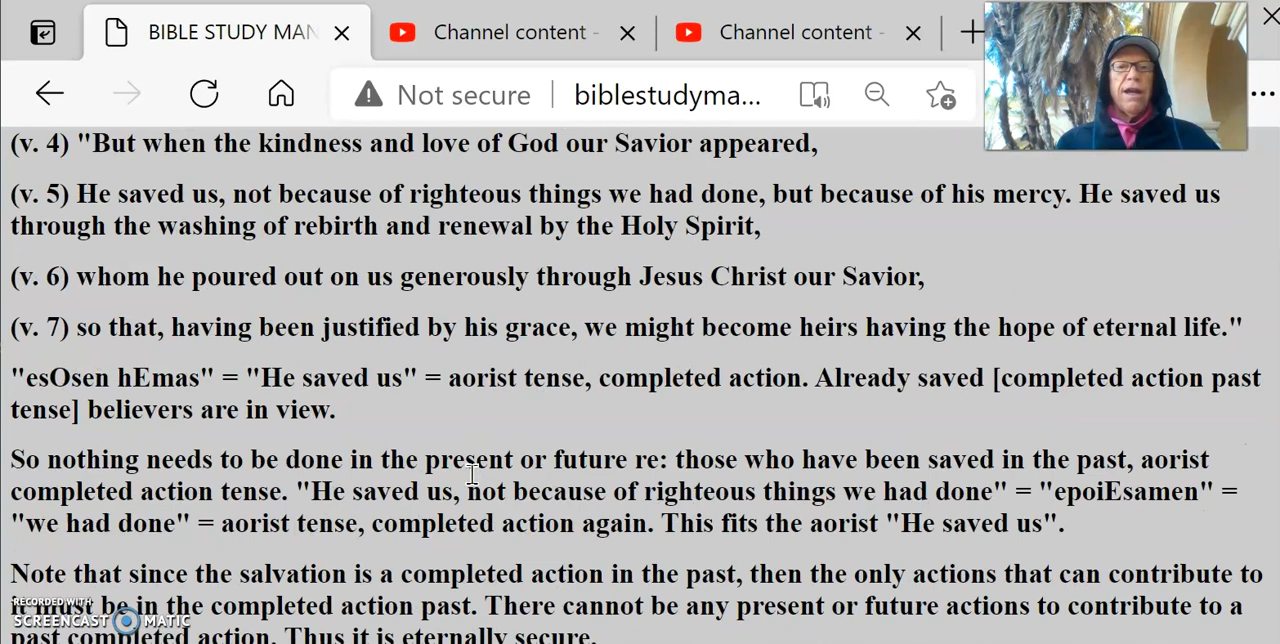 BIBLE STUDY MAN
Channel content -
Channel content -
Not secure
biblestudyma...
(v. 4) "But when the kindness and love of God our Savior appeared,
(v. 5) He saved us, not because of righteous things we had done, but because of his mercy. He saved us
through the washing of rebirth and renewal by the Holy Spirit,
(v. 6) whom he poured out on us generously through Jesus Christ our Savior,
(v. 7) so that, having been justified by his grace, we might become heirs having the hope of eternal life."
"esOsen hEmas" = "He saved us" = aorist tense, completed action. Already saved [completed action past
tense] believers are in view.
So nothing needs to be done in the present or future re: those who have been saved in the past, aorist
completed action tense. "He saved us, not because of righteous things we had done" = "epoiEsamen" =
"we had done" = aorist tense, completed action again. This fits the aorist "He saved us".
Note that since the salvation is a completed action in the past, then the only actions that can contribute to
it must be in the completed action past. There cannot be any present or future actions to contribute to a
past completed action. Thus it is eternally secure.
RECORDED WITH
SCREENCAST MATIC